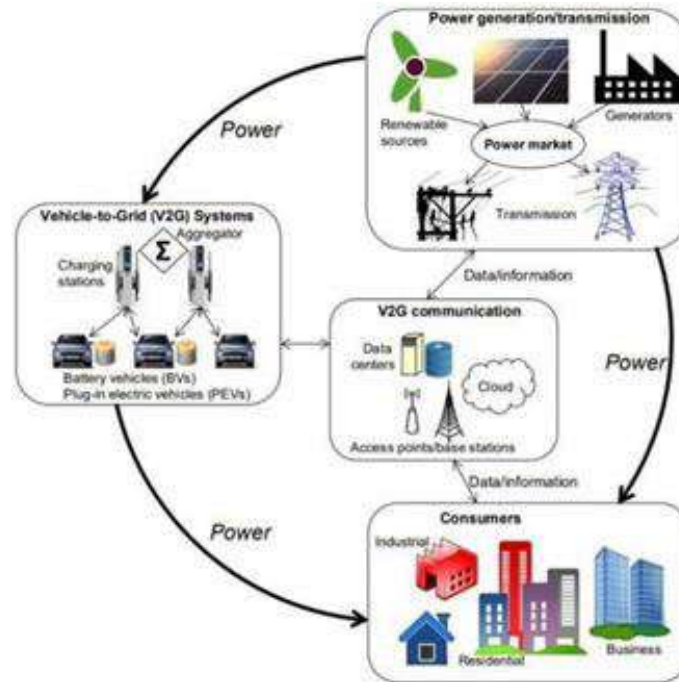 Power generation/transmission
Renewable
sources
Generators
Power market
Transmission
Power
Vehicle-to-Grid (V2G) Systems
Aggregator
Σ
Charging
stations
Battery vehicles (BVs)
Plug-in electric vehicles (PEVs)
Data/information
V2G communication
Data
centers
Cloud
Access points/base stations
Power
Data/information
Power
Consumers
Industrial
Residential
Business